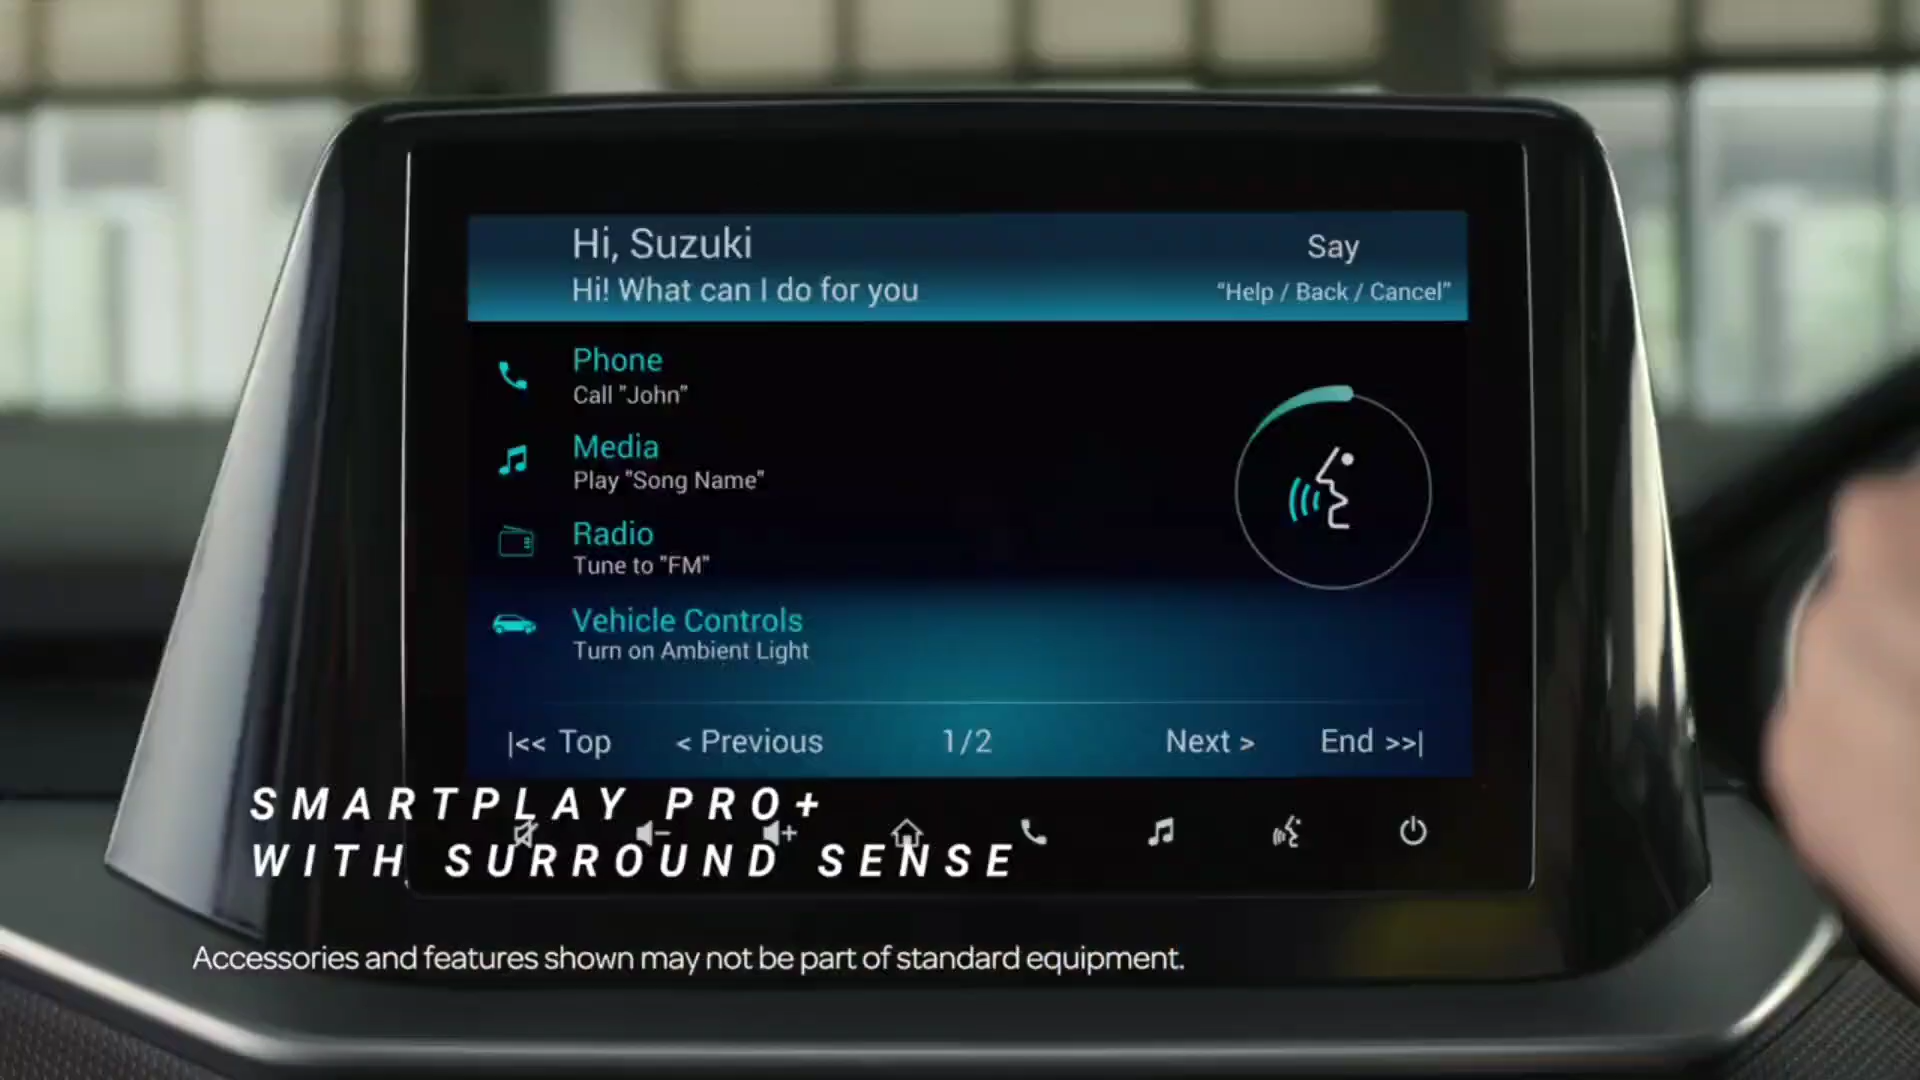 Hi, Suzuki
Hi! What can I do for you
Say
“Help / Back / Cancel”
Phone
Call "John"
Media
Play "Song Name"
Radio
Tune to "FM"
Vehicle Controls
Turn on Ambient Light
|<< Top < Previous 1/2 Next > End >>|
SMARTPLAY PRO+
WITH SURROUND SENSE
Accessories and features shown may not be part of standard equipment.